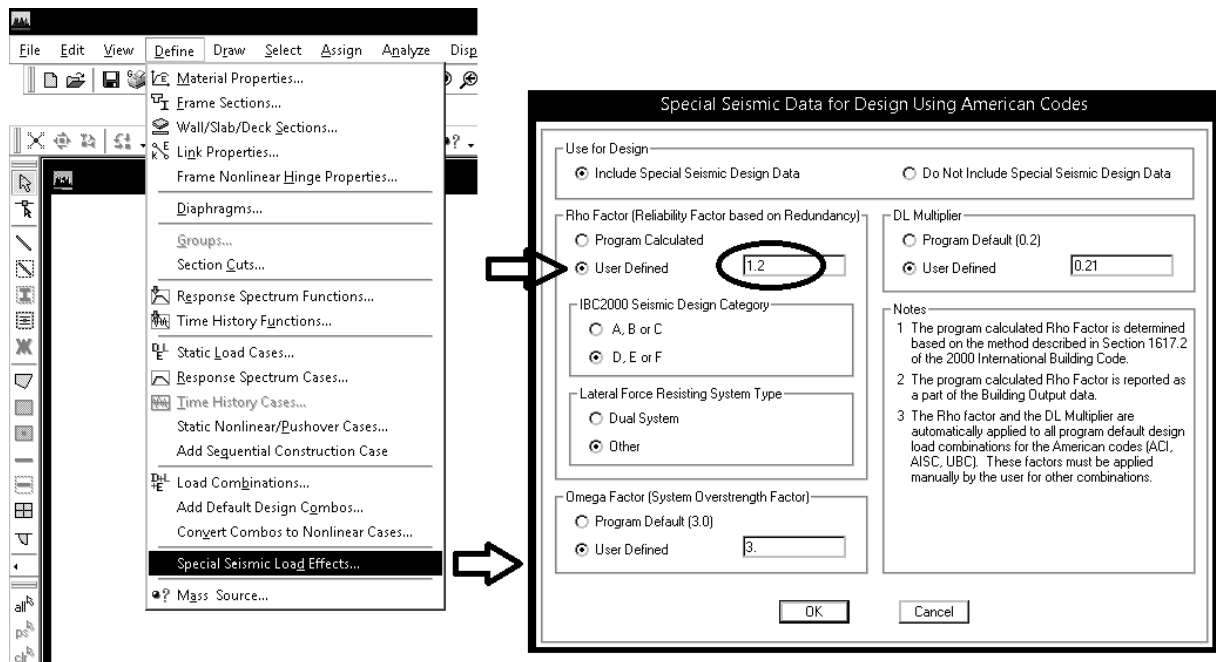 File Edit View Define Draw Select Assign Analyze Disp
Material Properties...
Frame Sections...
Wall/Slab/Deck Sections...
Link Properties...
Frame Nonlinear Hinge Properties...
Diaphragms...
Groups...
Section Cuts...
Response Spectrum Functions...
Time History Functions...
Static Load Cases...
Response Spectrum Cases...
Time History Cases...
Static Nonlinear/Pushover Cases...
Add Sequential Construction Case
Load Combinations...
Add Default Design Combos...
Convert Combos to Nonlinear Cases...
Special Seismic Load Effects...
Mass Source...
all
ps
clr
Special Seismic Data for Design Using American Codes
Use for Design
Include Special Seismic Design Data
Do Not Include Special Seismic Design Data
Rho Factor (Reliability Factor based on Redundancy)
Program Calculated
User Defined 1.2
IBC2000 Seismic Design Category
A, B or C
D, E or F
Lateral Force Resisting System Type
Dual System
Other
Omega Factor (System Overstrength Factor)
Program Default (3.0)
User Defined 3.
DL Multiplier
Program Default (0.2)
User Defined 0.21
Notes
1 The program calculated Rho Factor is determined
based on the method described in Section 1617.2
of the 2000 International Building Code.
2 The program calculated Rho Factor is reported as
a part of the Building Output data.
3 The Rho factor and the DL Multiplier are
automatically applied to all program default design
load combinations for the American codes (ACI,
AISC, UBC). These factors must be applied
manually by the user for other combinations.
OK Cancel